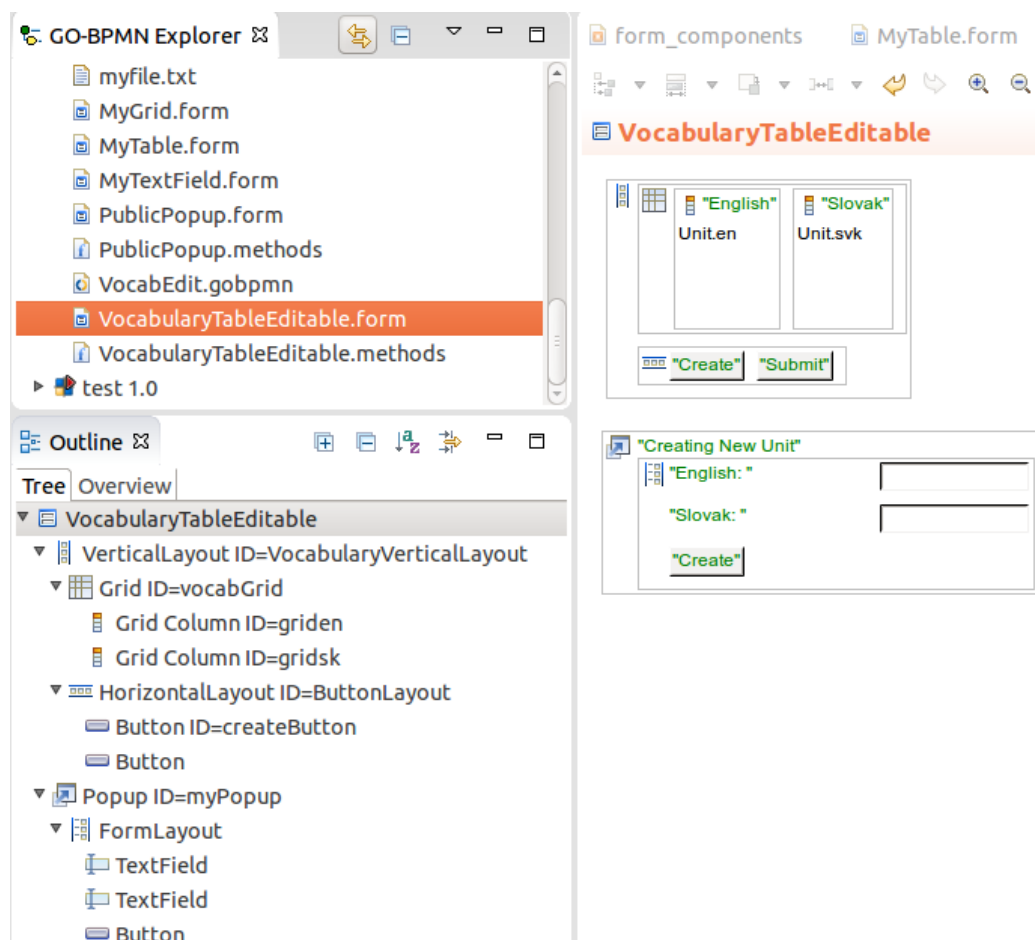 GO-BPMN Explorer
myfile.txt
MyGrid.form
MyTable.form
MyTextField.form
PublicPopup.form
PublicPopup.methods
VocabEdit.gobpmn
VocabularyTableEditable.form
VocabularyTableEditable.methods
test 1.0
Outline
Tree Overview
VocabularyTableEditable
VerticalLayout ID=VocabularyVerticalLayout
Grid ID=vocabGrid
Grid Column ID=griden
Grid Column ID=gridsk
HorizontalLayout ID=ButtonLayout
Button ID=createButton
Button
Popup ID=myPopup
FormLayout
TextField
TextField
Button
form_components MyTable.form
VocabularyTableEditable
"English" "Slovak"
Unit.en Unit.svk
"Create" "Submit"
"Creating New Unit"
"English: "
"Slovak: "
"Create"